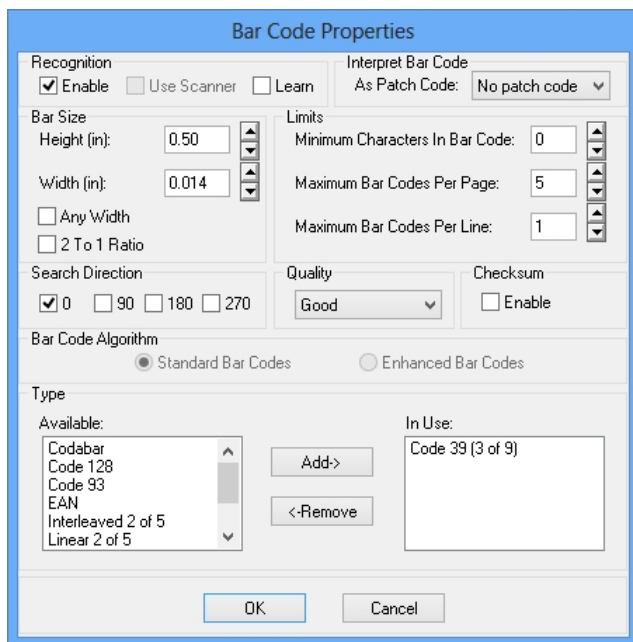 Bar Code Properties
Recognition
Enable Use Scanner Learn
Interpret Bar Code
As Patch Code: No patch code
Bar Size
Height (in): 0.50
Width (in): 0.014
Any Width
2 To 1 Ratio
Limits
Minimum Characters In Bar Code: 0
Maximum Bar Codes Per Page: 5
Maximum Bar Codes Per Line: 1
Search Direction
0 90 180 270
Quality
Good
Checksum
Enable
Bar Code Algorithm
Standard Bar Codes Enhanced Bar Codes
Type
Available:
Codabar
Code 128
Code 93
EAN
Interleaved 2 of 5
Linear 2 of 5
Add->
<-Remove
In Use:
Code 39 (3 of 9)
OK Cancel